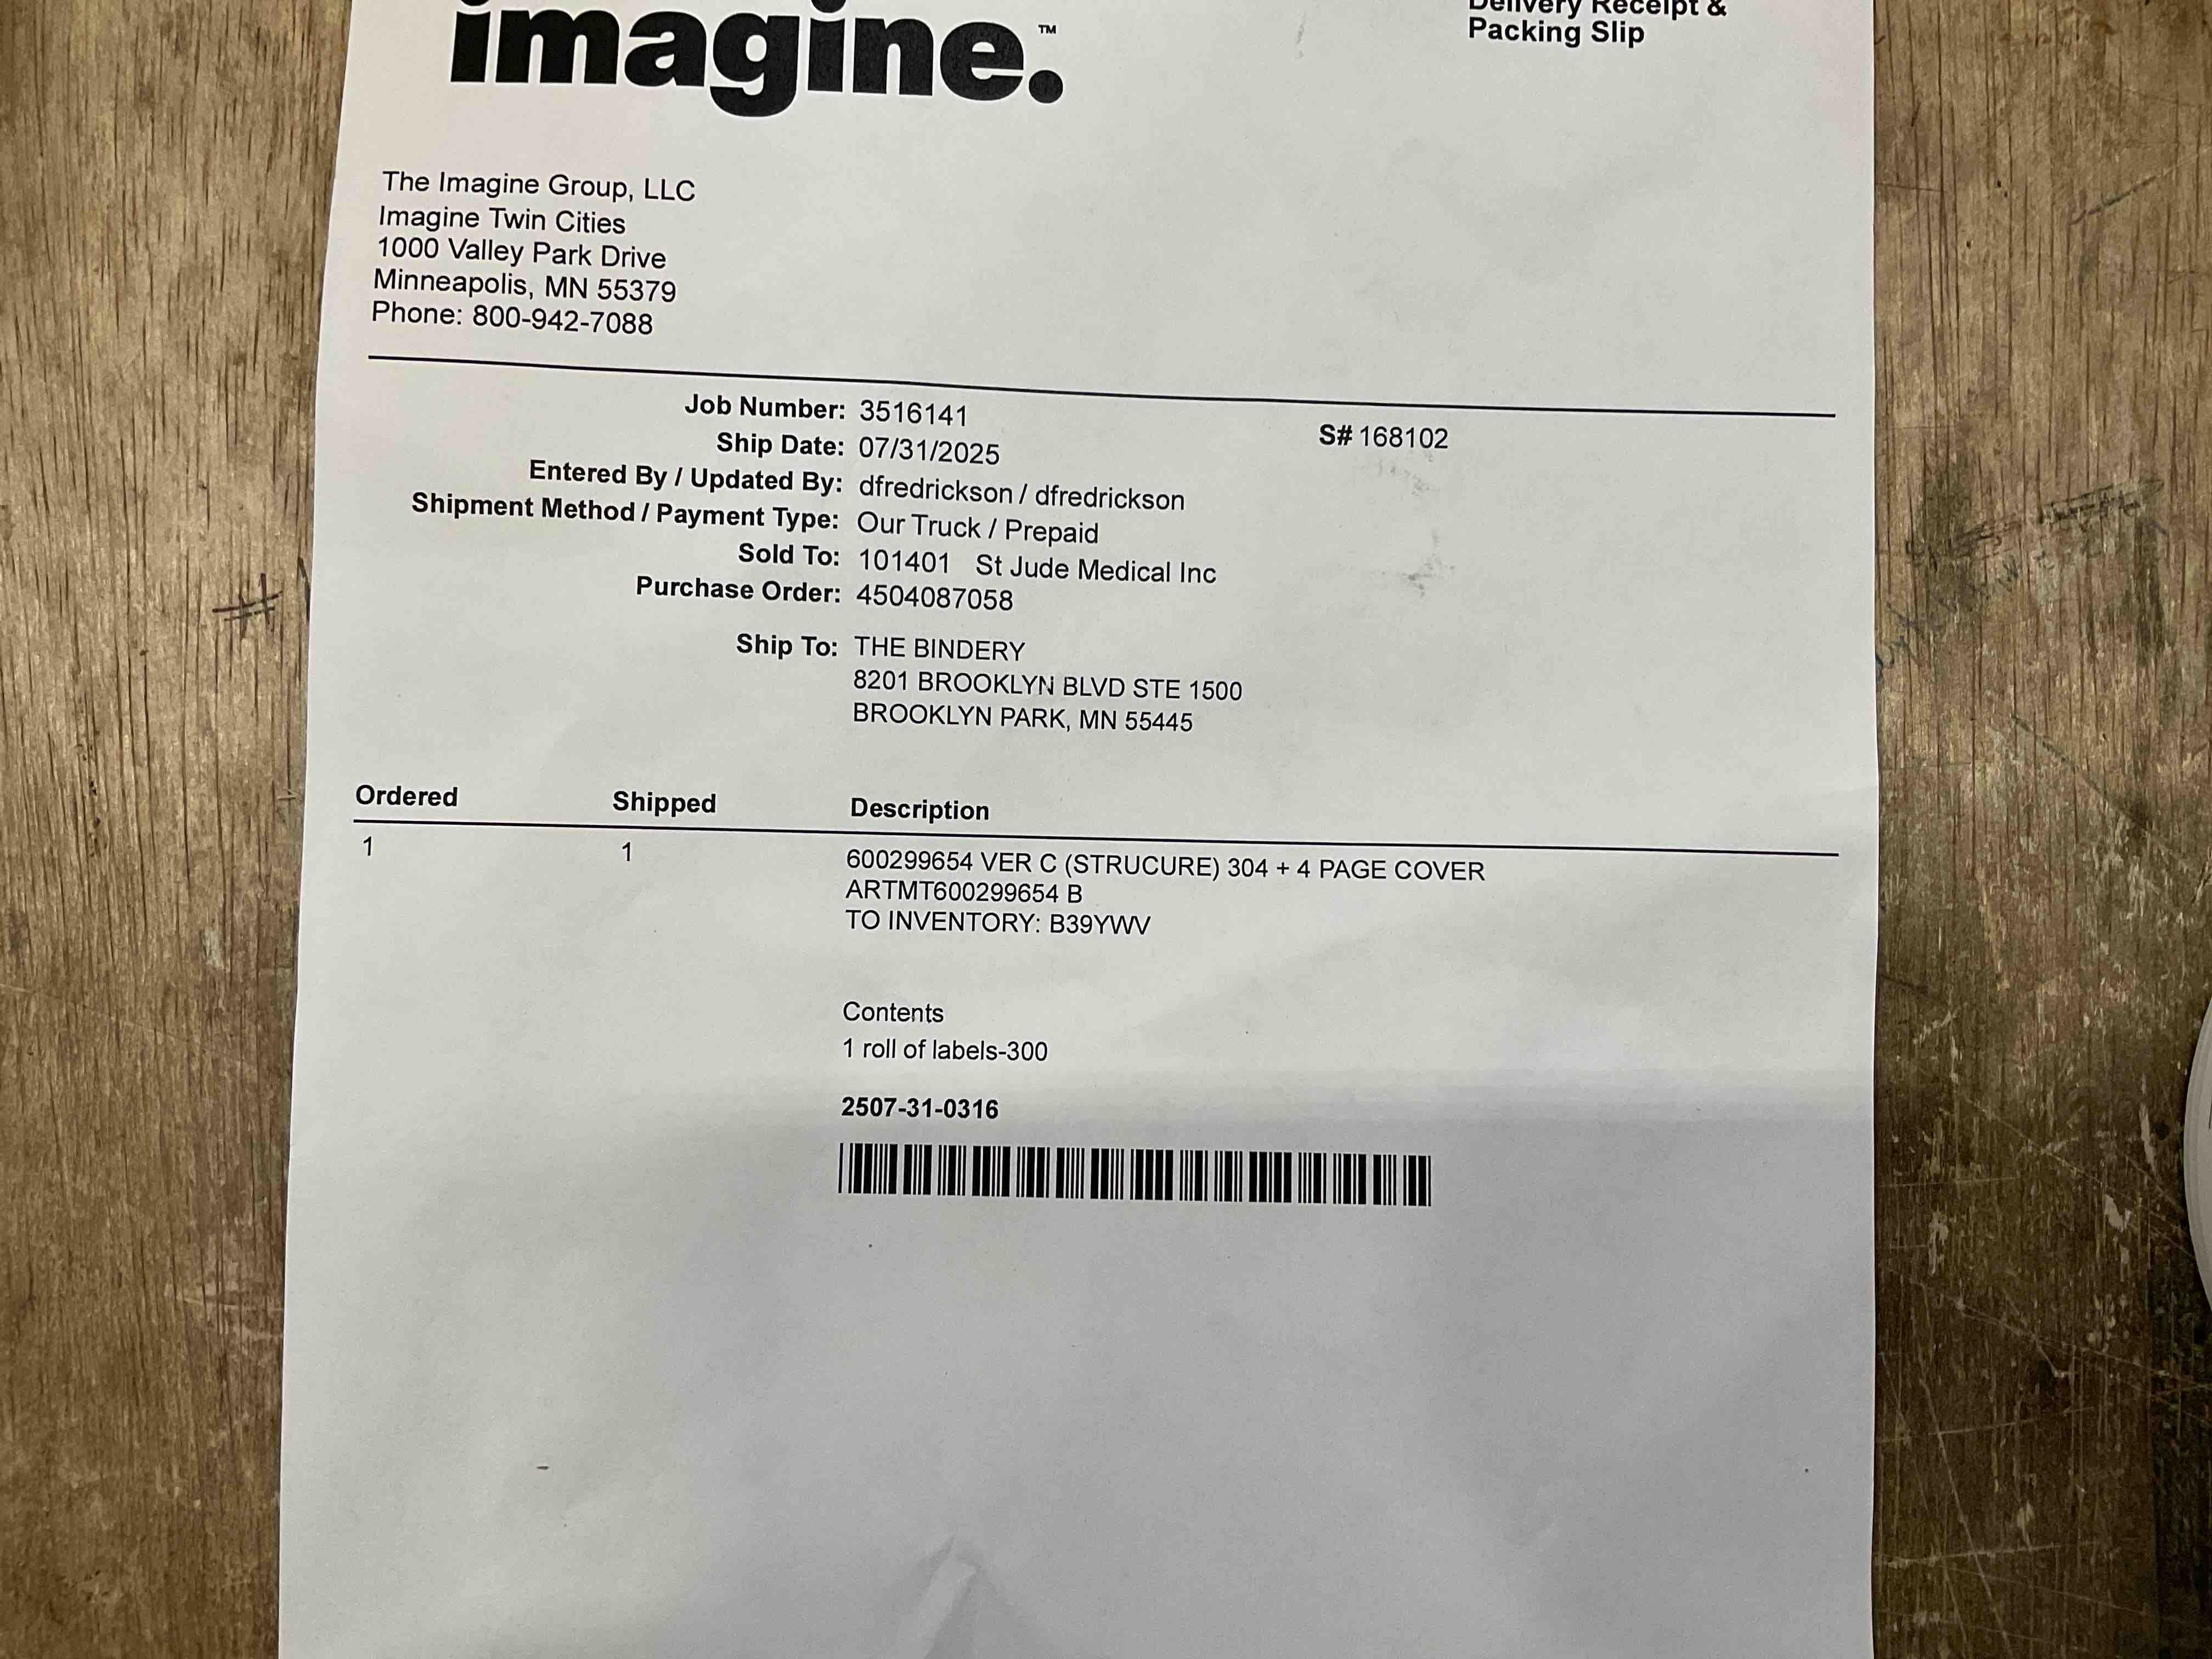 imagine.™
Delivery Receipt &
Packing Slip
The Imagine Group, LLC
Imagine Twin Cities
1000 Valley Park Drive
Minneapolis, MN 55379
Phone: 800-942-7088
Job Number: 3516141 S# 168102
Ship Date: 07/31/2025
Entered By / Updated By: dfredrickson / dfredrickson
Shipment Method / Payment Type: Our Truck / Prepaid
Sold To: 101401 St Jude Medical Inc
Purchase Order: 4504087058
Ship To: THE BINDERY
8201 BROOKLYN BLVD STE 1500
BROOKLYN PARK, MN 55445
Ordered Shipped Description
1 1 600299654 VER C (STRUCURE) 304 + 4 PAGE COVER
ARTMT600299654 B
TO INVENTORY: B39YWV
Contents
1 roll of labels-300
2507-31-0316